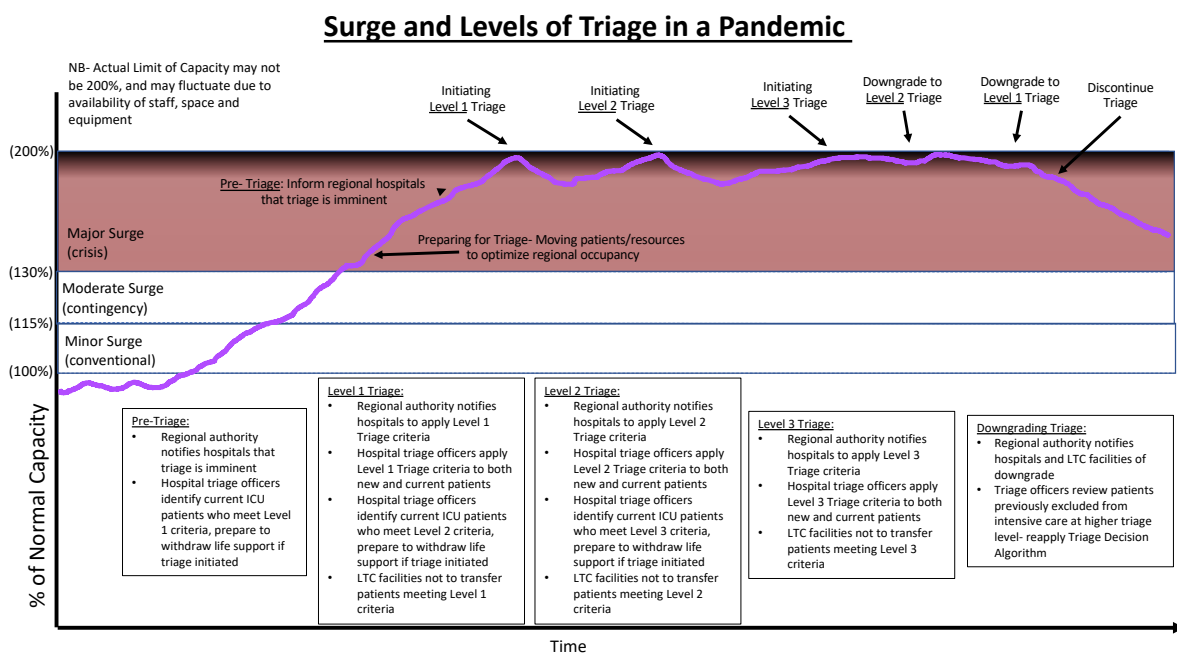 Surge and Levels of Triage in a Pandemic
NB- Actual Limit of Capacity may not
be 200%, and may fluctuate due to
availability of staff, space and
equipment
Initiating
Level 1 Triage
Initiating
Level 2 Triage
Initiating
Level 3 Triage
Downgrade to
Level 2 Triage
Downgrade to
Level 1 Triage
Discontinue
Triage
(200%)
Pre- Triage: Inform regional hospitals
that triage is imminent
Major Surge
(crisis)
Preparing for Triage- Moving patients/resources
to optimize regional occupancy
(130%)
Moderate Surge
(contingency)
(115%)
Minor Surge
(conventional)
(100%)
% of Normal Capacity
Pre-Triage:
• Regional authority
notifies hospitals that
triage is imminent
• Hospital triage officers
identify current ICU
patients who meet Level
1 criteria, prepare to
withdraw life support if
triage initiated
Level 1 Triage:
• Regional authority notifies
hospitals to apply Level 1
Triage criteria
• Hospital triage officers apply
Level 1 Triage criteria to both
new and current patients
• Hospital triage officers
identify current ICU patients
who meet Level 2 criteria,
prepare to withdraw life
support if triage initiated
• LTC facilities not to transfer
patients meeting Level 1
criteria
Level 2 Triage:
• Regional authority notifies
hospitals to apply Level 2
Triage criteria
• Hospital triage officers apply
Level 2 Triage criteria to both
new and current patients
• Hospital triage officers
identify current ICU patients
who meet Level 3 criteria,
prepare to withdraw life
support if triage initiated
• LTC facilities not to transfer
patients meeting Level 2
criteria
Level 3 Triage:
• Regional authority notifies
hospitals to apply Level 3
Triage criteria
• Hospital triage officers apply
Level 3 Triage criteria to both
new and current patients
• LTC facilities not to transfer
patients meeting Level 3
criteria
Downgrading Triage:
• Regional authority notifies
hospitals and LTC facilities of
downgrade
• Triage officers review patients
previously excluded from
intensive care at higher triage
level- reapply Triage Decision
Algorithm
Time